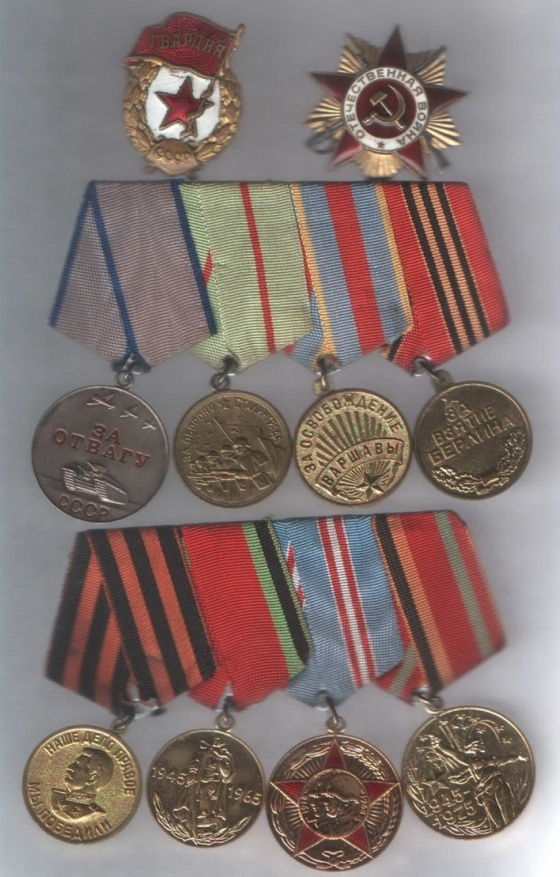 ГВАРДИЯ
СССР
ОТЕЧЕСТВЕННАЯ ВОЙНА
ЗА
ОТВАГУ
СССР
ЗА ОБОРОНУ СТАЛИНГРАДА
ЗА ОСВОБОЖДЕНИЕ
ВАРШАВЫ
ЗА
ВЗЯТИЕ
БЕРЛИНА
НАШЕ ДЕЛО ПРАВОЕ
МЫ ПОБЕДИЛИ
1945 1965
1945
1975